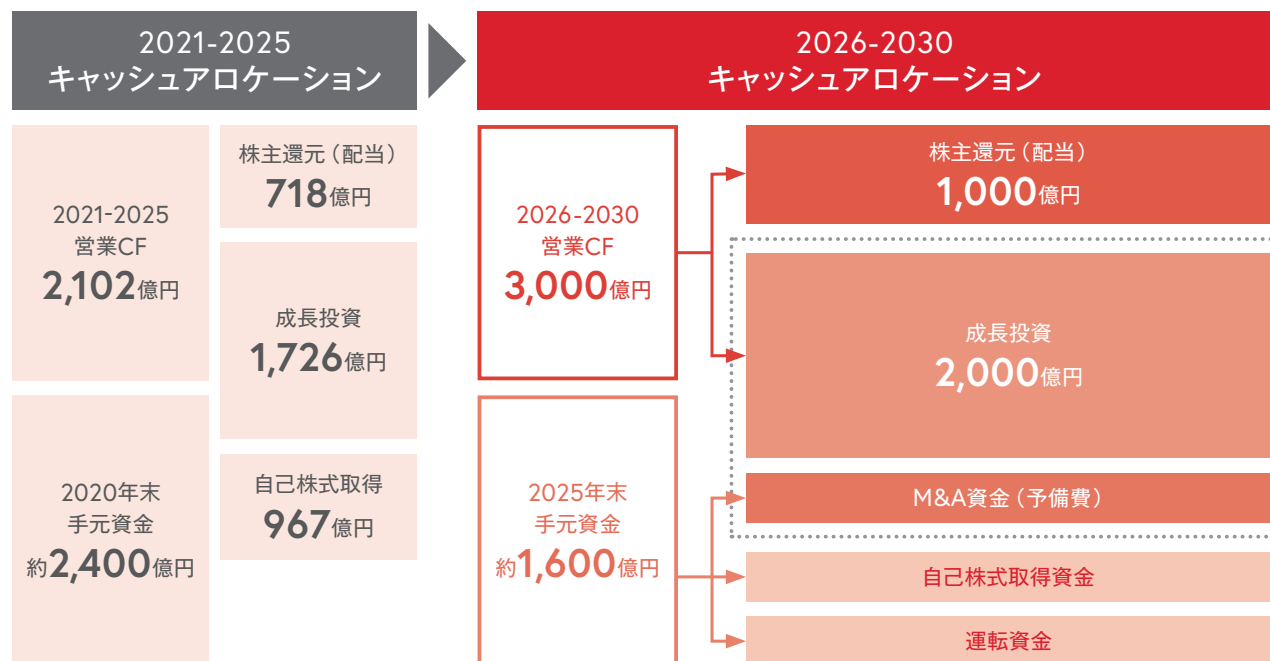 2021-2025
キャッシュアロケーション
2021-2025
営業CF
2,102億円
2020年末
手元資金
約2,400億円
株主還元（配当）
718億円
成長投資
1,726億円
自己株式取得
967億円
2026-2030
キャッシュアロケーション
2026-2030
営業CF
3,000億円
2025年末
手元資金
約1,600億円
株主還元（配当）
1,000億円
成長投資
2,000億円
M&A資金（予備費）
自己株式取得資金
運転資金